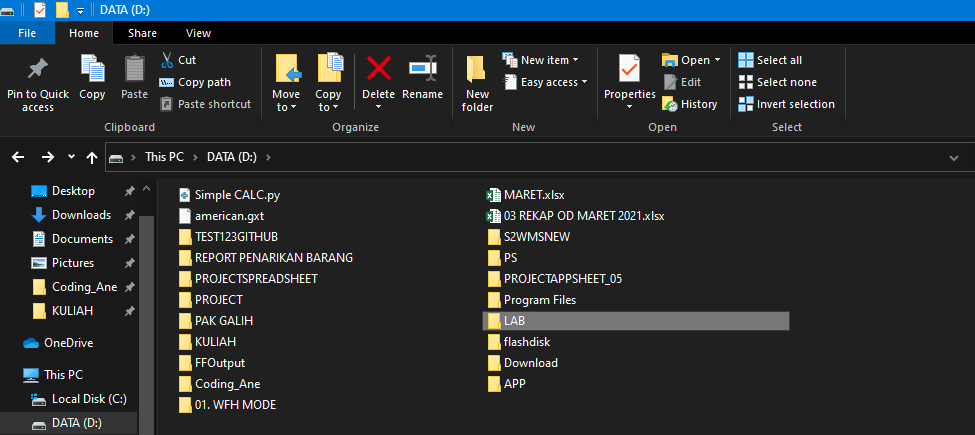 DATA (D:)
File Home Share View
Pin to Quick access
Copy
Paste
Cut
Copy path
Paste shortcut
Clipboard
Move to
Copy to
Delete
Rename
Organize
New folder
New item
Easy access
New
Properties
Open
Edit
History
Open
Select all
Select none
Invert selection
Select
This PC > DATA (D:) >
Desktop
Downloads
Documents
Pictures
Coding_Ane
KULIAH
OneDrive
This PC
Local Disk (C:)
DATA (D:)
Simple CALC.py
american.gxt
TEST123GITHUB
REPORT PENARIKAN BARANG
PROJECTSPREADSHEET
PROJECT
PAK GALIH
KULIAH
FFOutput
Coding_Ane
01. WFH MODE
MARET.xlsx
03 REKAP OD MARET 2021.xlsx
S2WMSNEW
PS
PROJECTAPPSHEET_05
Program Files
LAB
flashdisk
Download
APP